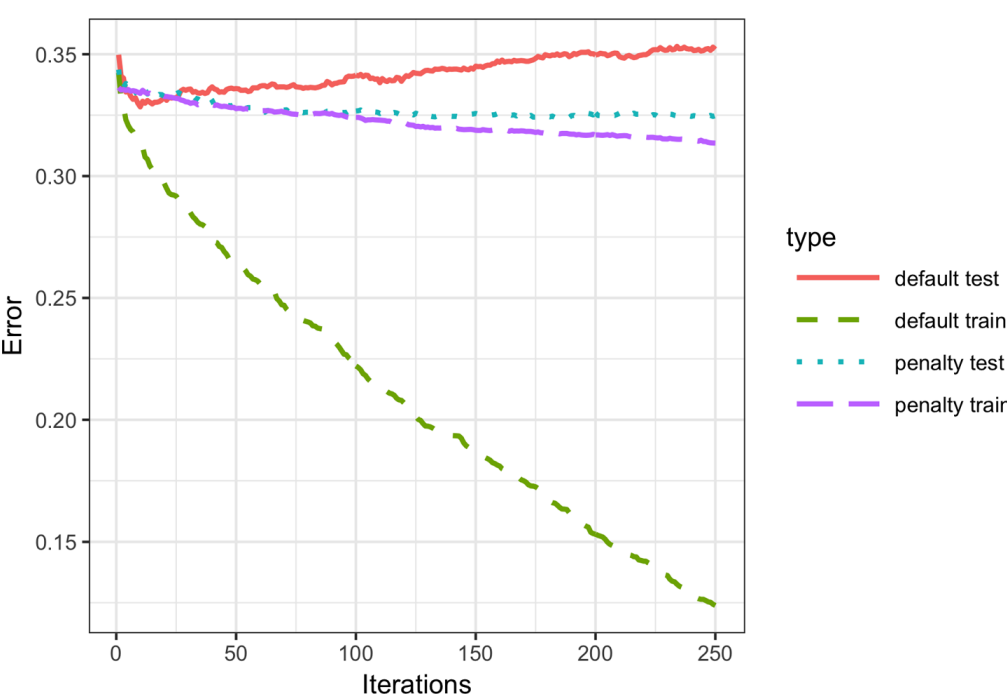 Error
0.35
0.30
0.25
0.20
0.15
0
50
100
150
200
250
Iterations
type
default test
default train
penalty test
penalty train